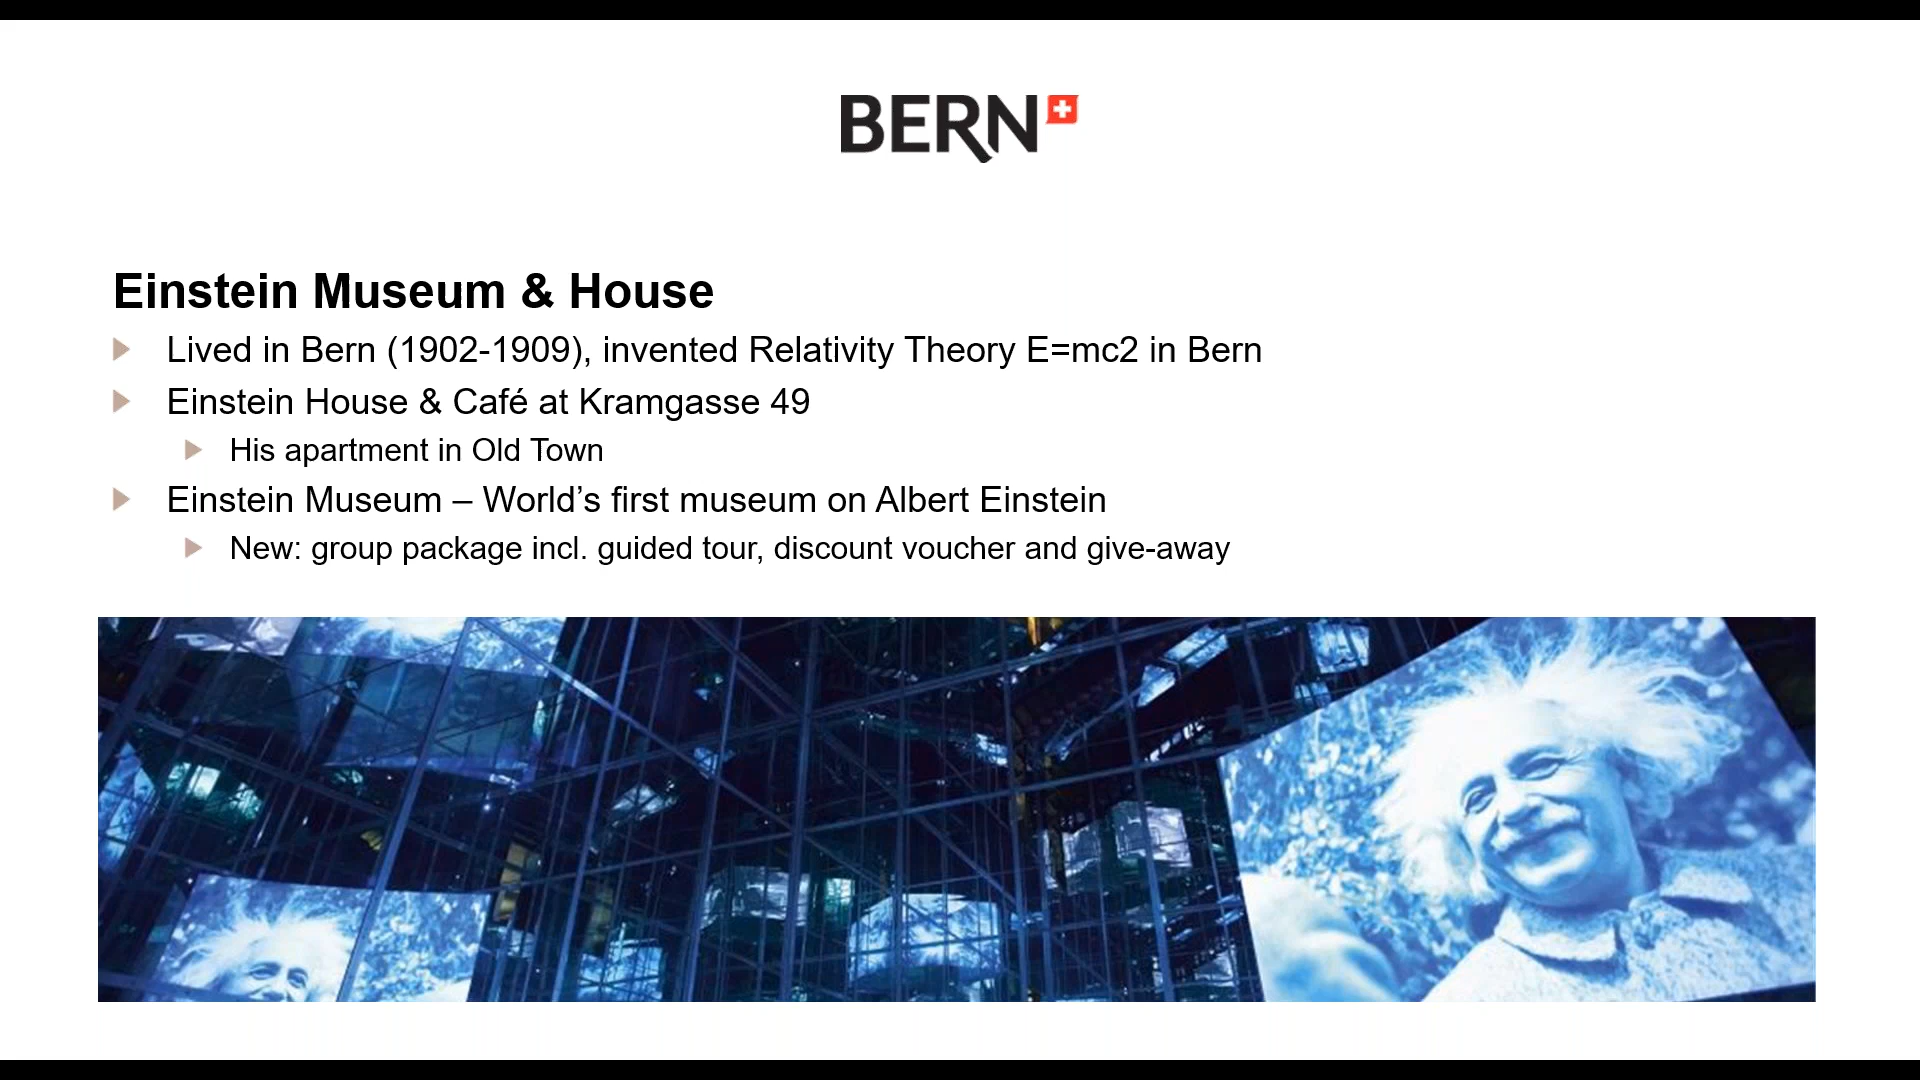 BERN
Einstein Museum & House
Lived in Bern (1902-1909), invented Relativity Theory E=mc2 in Bern
Einstein House & Café at Kramgasse 49
His apartment in Old Town
Einstein Museum – World’s first museum on Albert Einstein
New: group package incl. guided tour, discount voucher and give-away